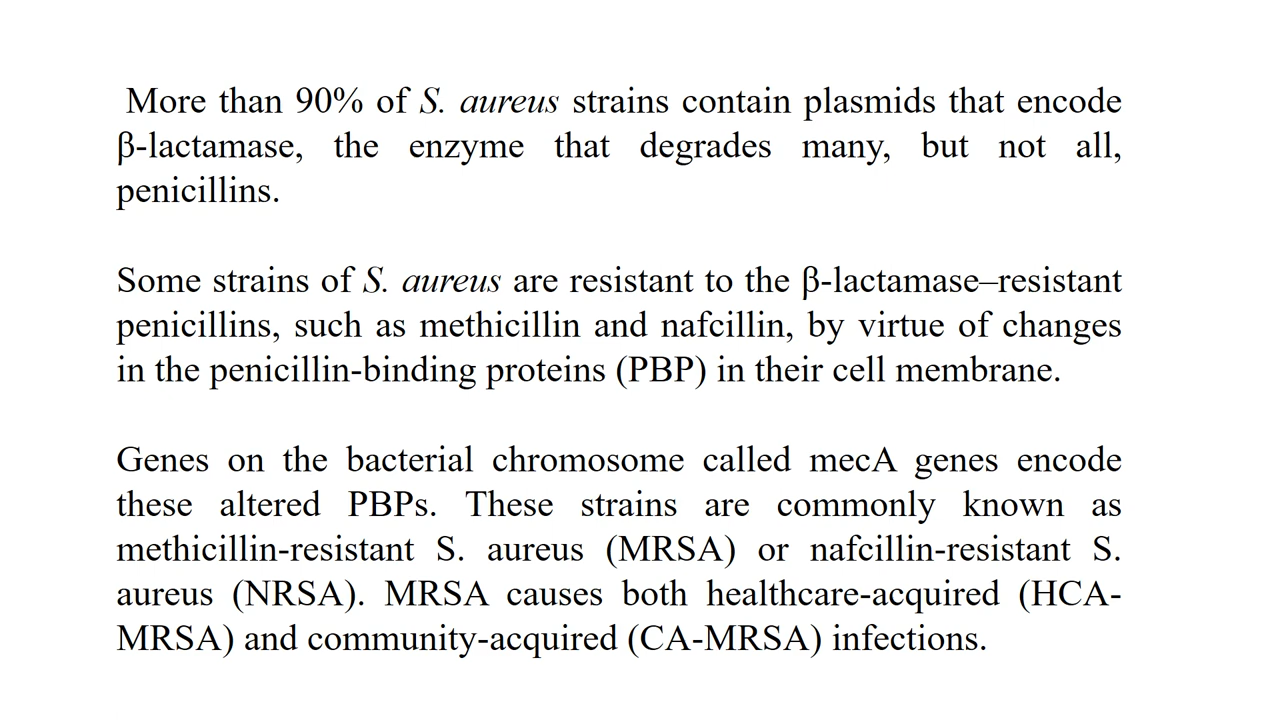 More than 90% of S. aureus strains contain plasmids that encode
β-lactamase, the enzyme that degrades many, but not all,
penicillins.
Some strains of S. aureus are resistant to the β-lactamase–resistant
penicillins, such as methicillin and nafcillin, by virtue of changes
in the penicillin-binding proteins (PBP) in their cell membrane.
Genes on the bacterial chromosome called mecA genes encode
these altered PBPs. These strains are commonly known as
methicillin-resistant S. aureus (MRSA) or nafcillin-resistant S.
aureus (NRSA). MRSA causes both healthcare-acquired (HCA-
MRSA) and community-acquired (CA-MRSA) infections.